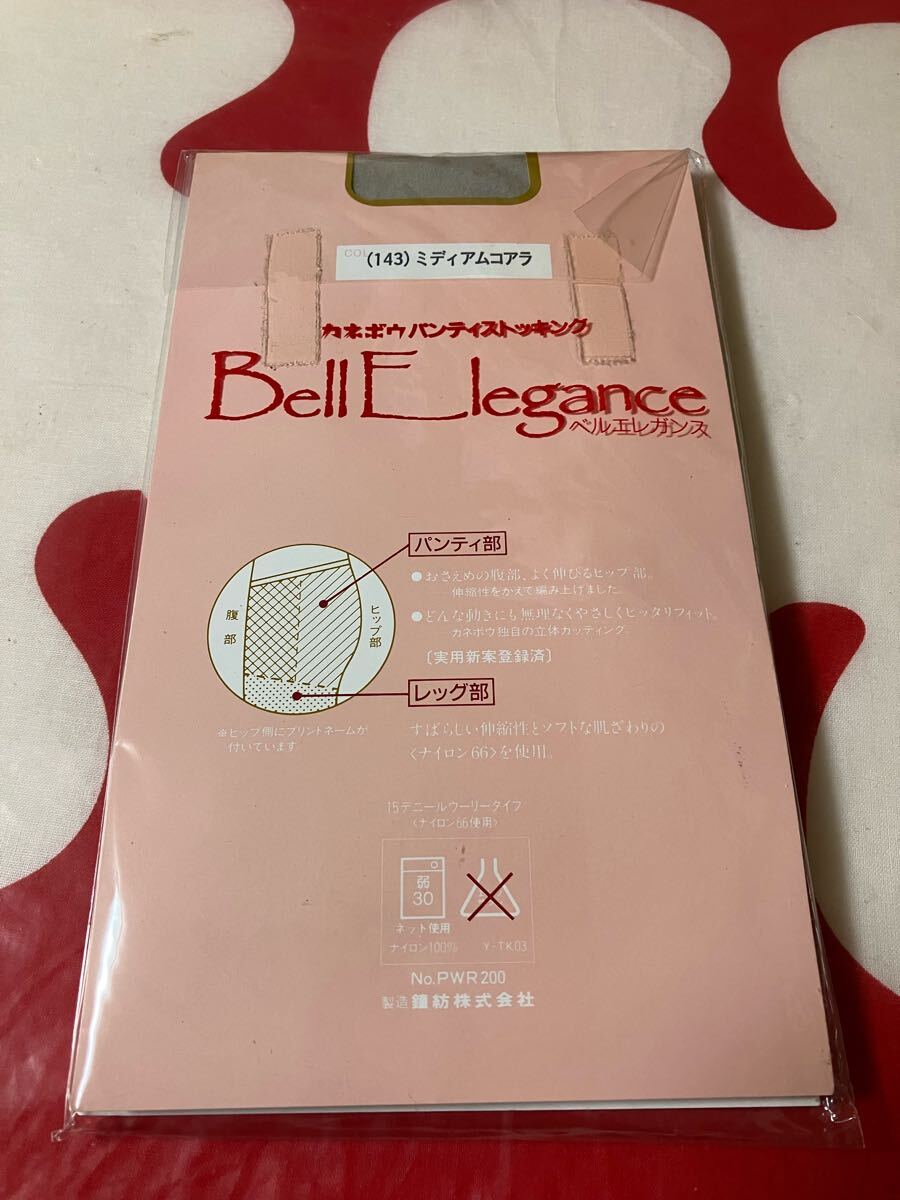 COL
(143) ミディアムコアラ
カネボウパンティストッキング
Bell Elegance
ベルエレガンス
パンティ部
●おさえめの腹部、よく伸びるヒップ部。
伸縮性をかえて編み上げました。
●どんな動きにも無理なくやさしくピッタリフィット。
カネボウ独自の立体カッティング。
〔実用新案登録済〕
腹部
ヒップ部
レッグ部
※ヒップ側にプリントネームが
付いています
すばらしい伸縮性とソフトな肌ざわりの
〈ナイロン66〉を使用。
15デニールウーリータイプ
〈ナイロン66使用〉
弱
30
ネット使用
ナイロン100% Y-TK03
No.PWR200
製造 鐘紡株式会社